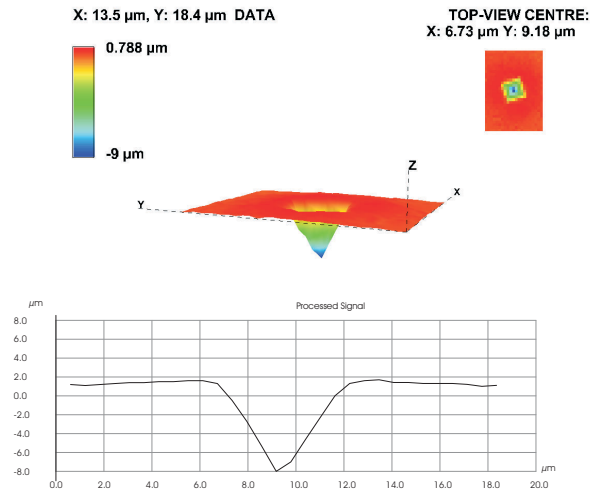 X: 13.5 µm, Y: 18.4 µm DATA
TOP-VIEW CENTRE:
X: 6.73 µm Y: 9.18 µm
0.788 µm
-9 µm
Z
X
Y
µm
Processed Signal
8.0
6.0
4.0
2.0
0.0
-2.0
-4.0
-6.0
-8.0
µm
0.0 2.0 4.0 6.0 8.0 10.0 12.0 14.0 16.0 18.0 20.0